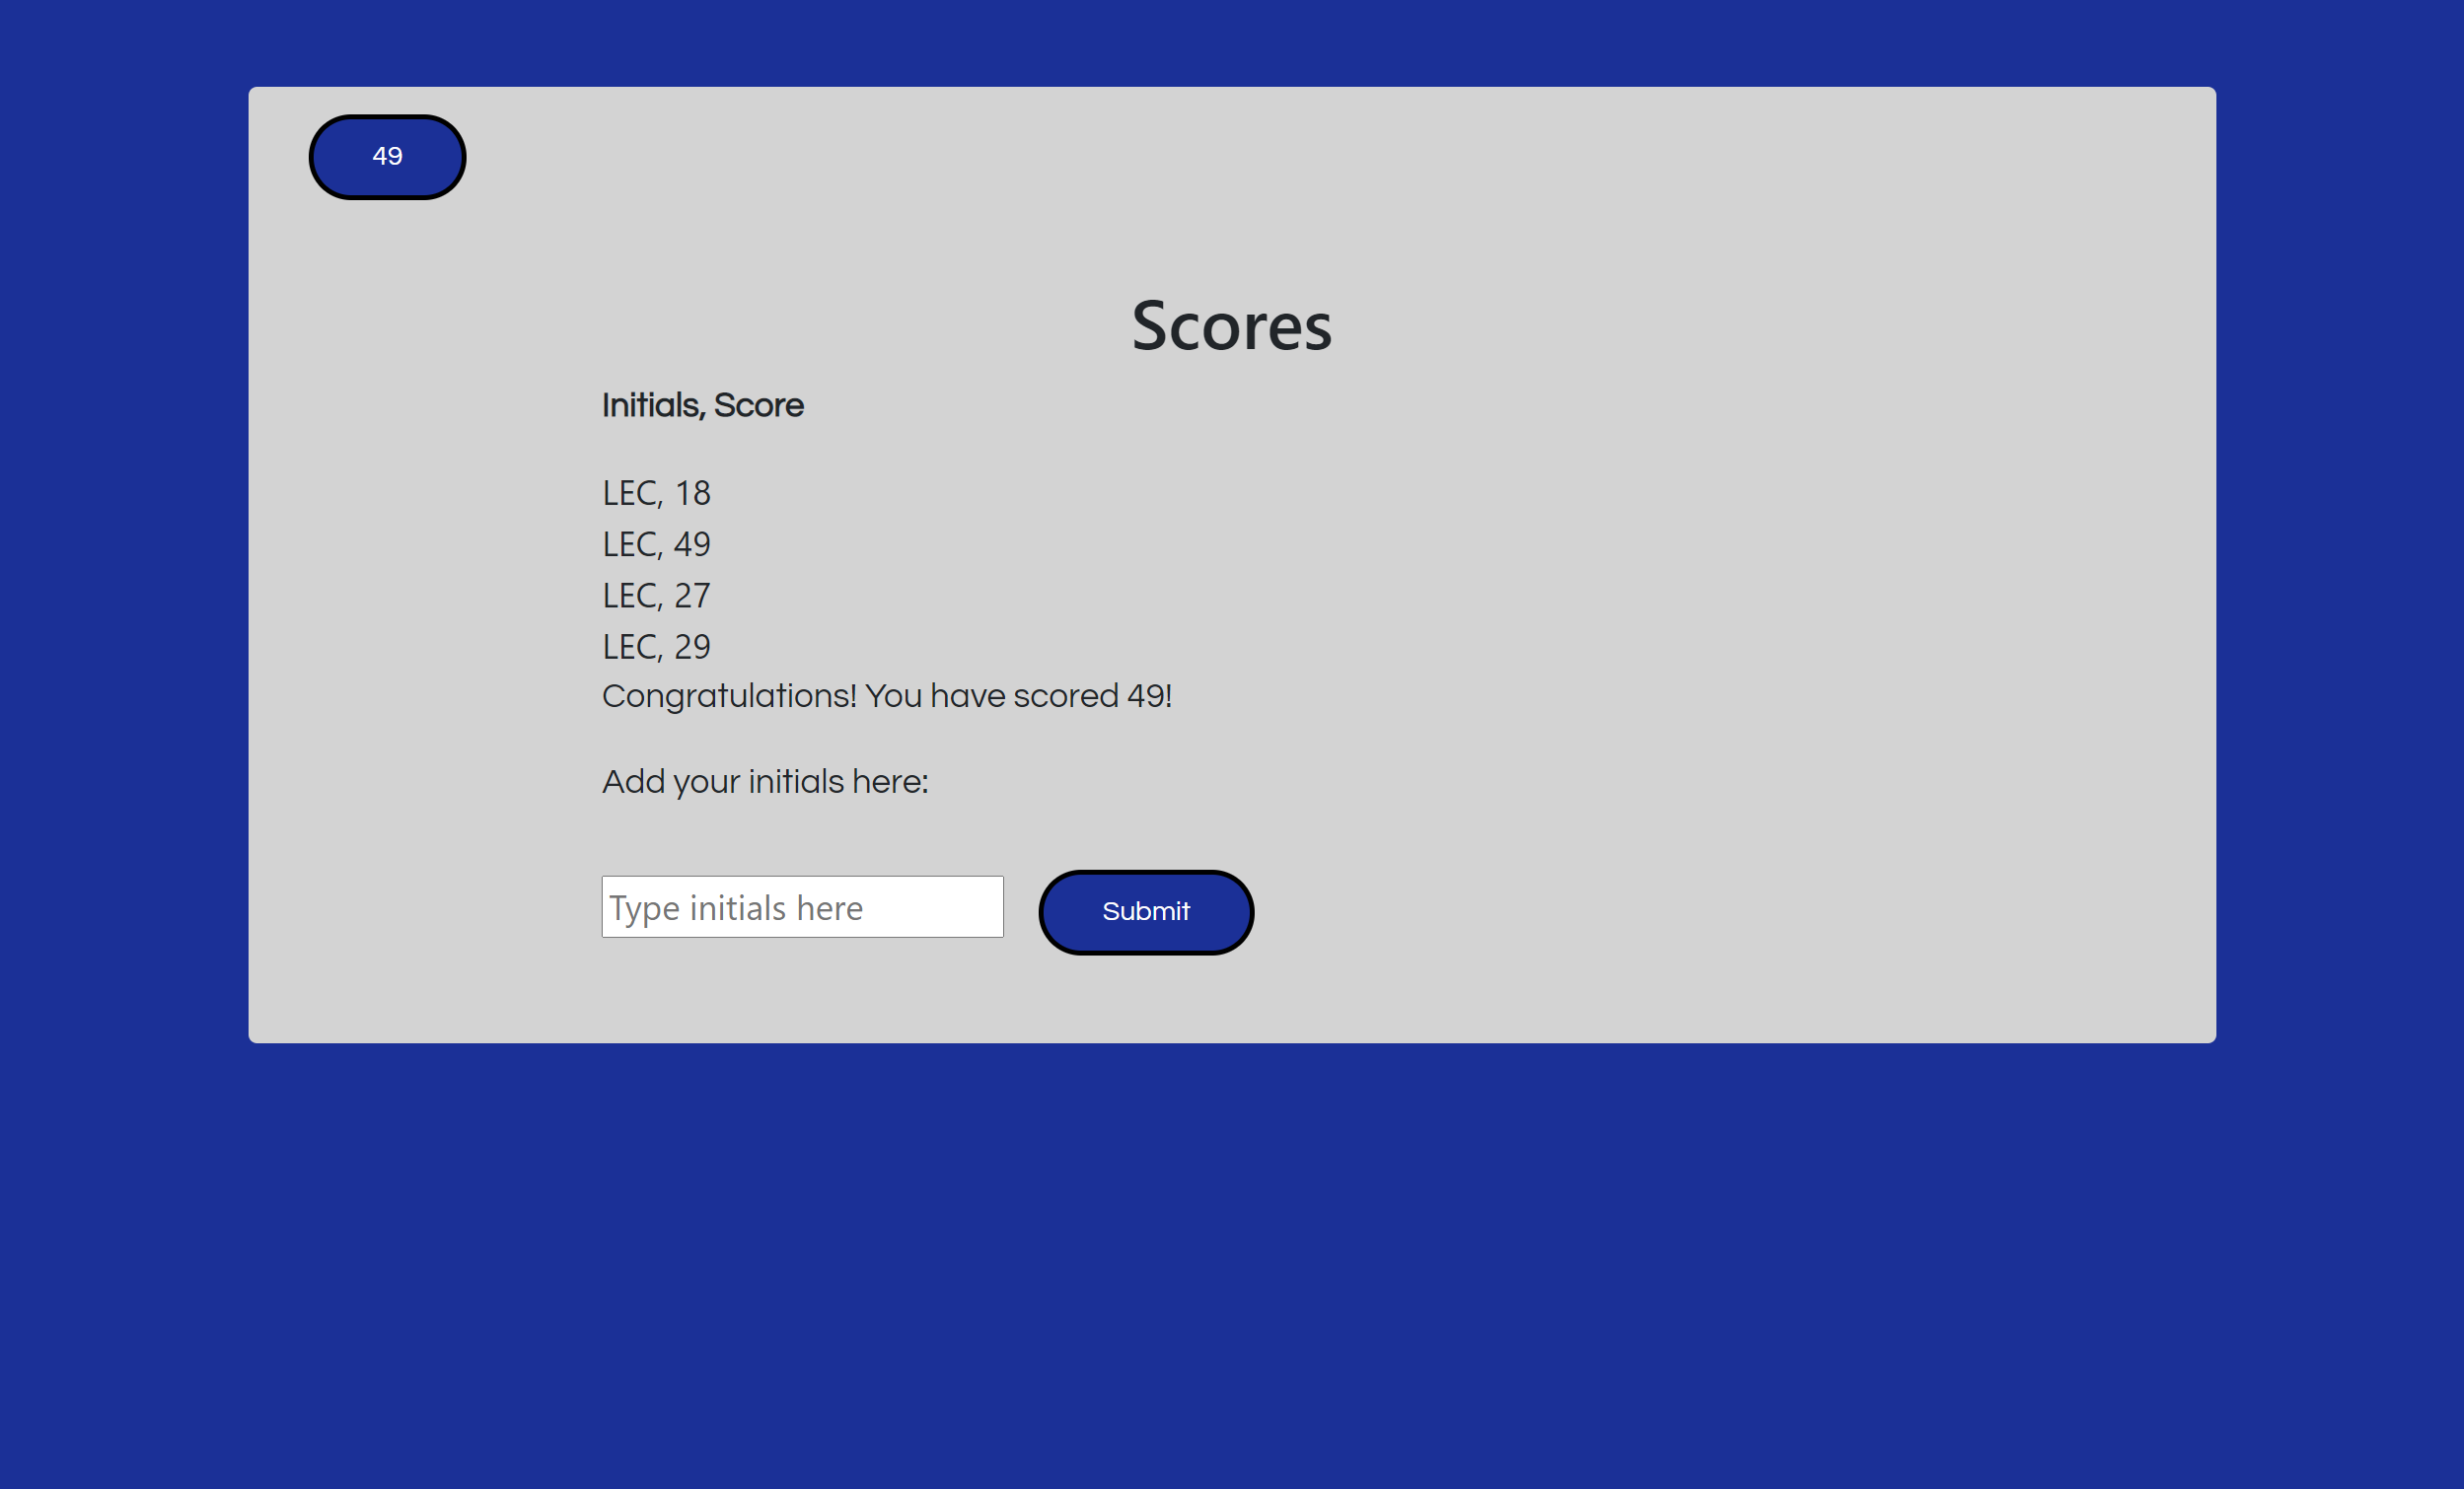 49
Scores
Initials, Score
LEC, 18
LEC, 49
LEC, 27
LEC, 29
Congratulations! You have scored 49!
Add your initials here:
Type initials here
Submit